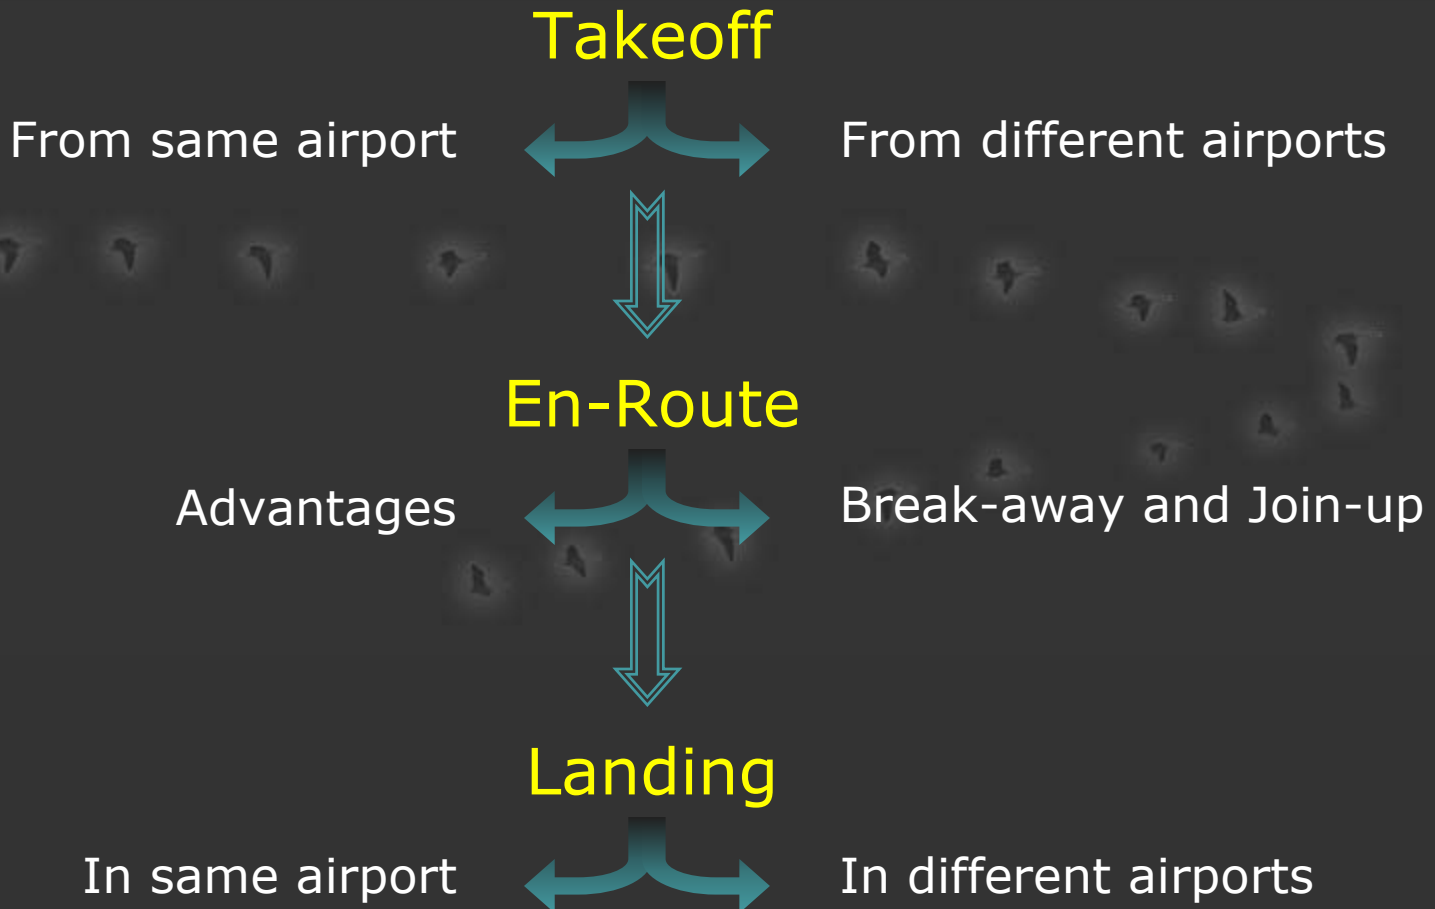 Takeoff
From same airport
From different airports
En-Route
Advantages
Break-away and Join-up
Landing
In same airport
In different airports